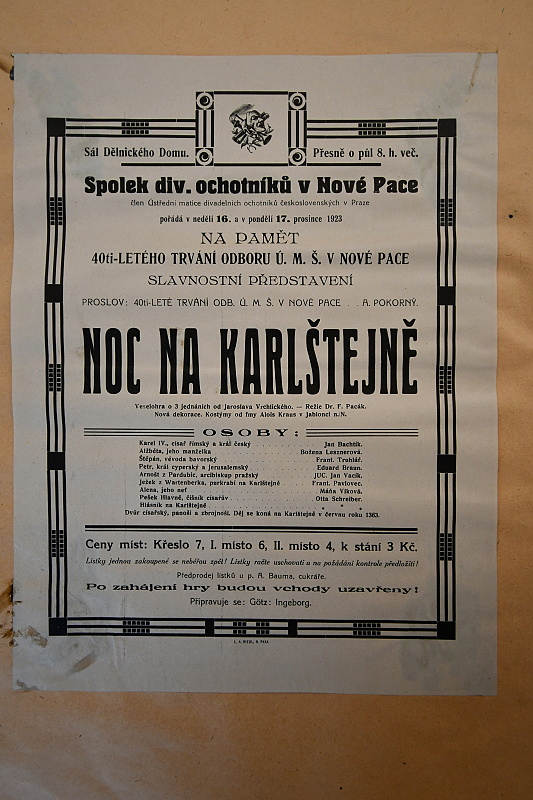 Sál Dělnického Domu. Přesně o půl 8. h. več.
Spolek div. ochotníků v Nové Pace
člen Ústřední matice divadelních ochotníků československých v Praze
pořádá v neděli 16. a v pondělí 17. prosince 1923
NA PAMĚT
40ti-LETÉHO TRVÁNÍ ODBORU Ú. M. Š. V NOVÉ PACE
SLAVNOSTNÍ PŘEDSTAVENÍ
PROSLOV: 40ti-LETÉ TRVÁNÍ ODB. Ú. M. Š. V NOVÉ PACE . . A. POKORNÝ.
NOC NA KARLŠTEJNĚ
Veselohra o 3 jednáních od Jaroslava Vrchlického. — Režie Dr. F. Pacák.
Nová dekorace. Kostýmy od fmy Alois Kraus v Jablonci n./N.
OSOBY:
Karel IV., císař římský a král český Jan Bachtík.
Alžběta, jeho manželka Božena Lexnerová.
Štěpán, vévoda bavorský Frant. Truhlář.
Petr, král cyperský a jerusalemský Eduard Braun.
Arnošt z Pardubic, arcibiskup pražský JUC. Jan Vacík.
Ježek z Wartenberka, purkrabí na Karlštejně Frant. Pavlovec.
Alena, jeho neť Máňa Vlková.
Pešek Hlavně, číšník císařův Otta Schreiber.
Hlásník na Karlštejně * * *
Dvůr císařský, panoši a zbrojnoši. Děj se koná na Karlštejně v červnu roku 1363.
Ceny míst: Křeslo 7, I. místo 6, II. místo 4, k stání 3 Kč.
Lístky jednou zakoupené se neběřou zpět! Lístky račte uschovati a na požádání kontrole předložiti!
Předprodej lístků u p. A. Bauma, cukráře.
Po zahájení hry budou vchody uzavřeny!
Připravuje se: Götz: Ingeborg.